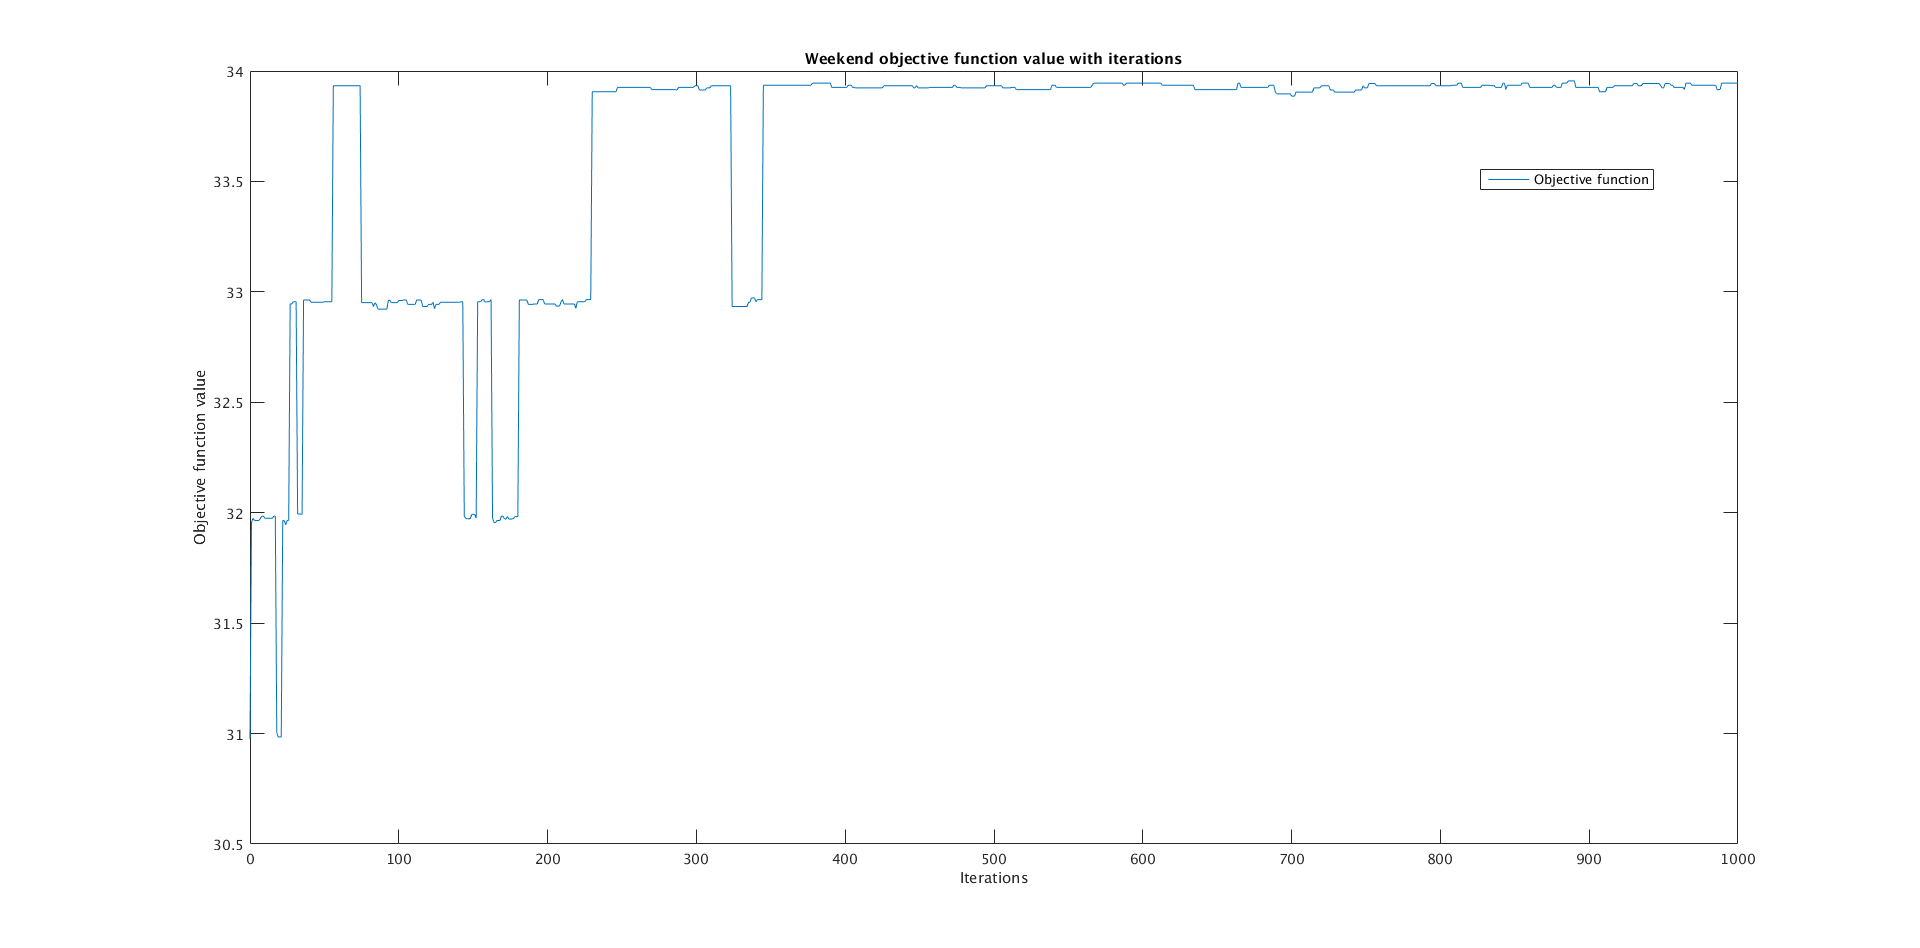 Weekend objective function value with iterations
34
33.5
33
32.5
32
31.5
31
30.5
Objective function value
Objective function
0 100 200 300 400 500 600 700 800 900 1000
Iterations